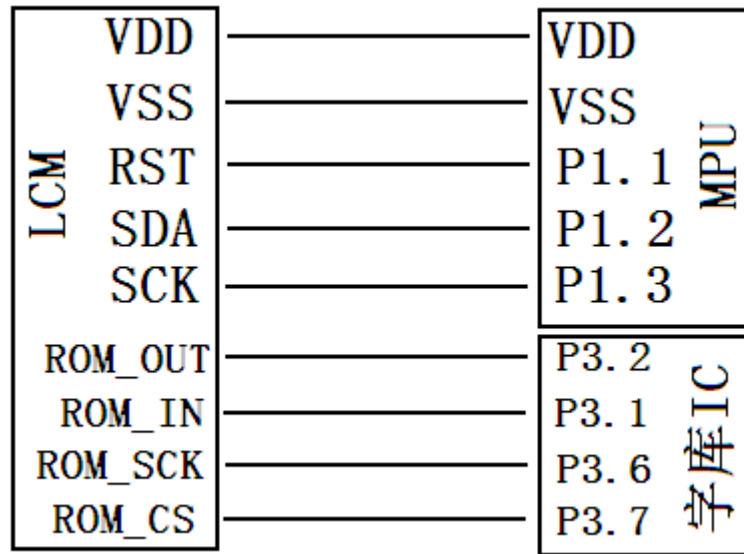 VDD VDD
VSS VSS
RST P1.1
SDA P1.2
SCK P1.3
LCM
MPU
ROM_OUT P3.2
ROM_IN P3.1
ROM_SCK P3.6
ROM_CS P3.7
字库IC